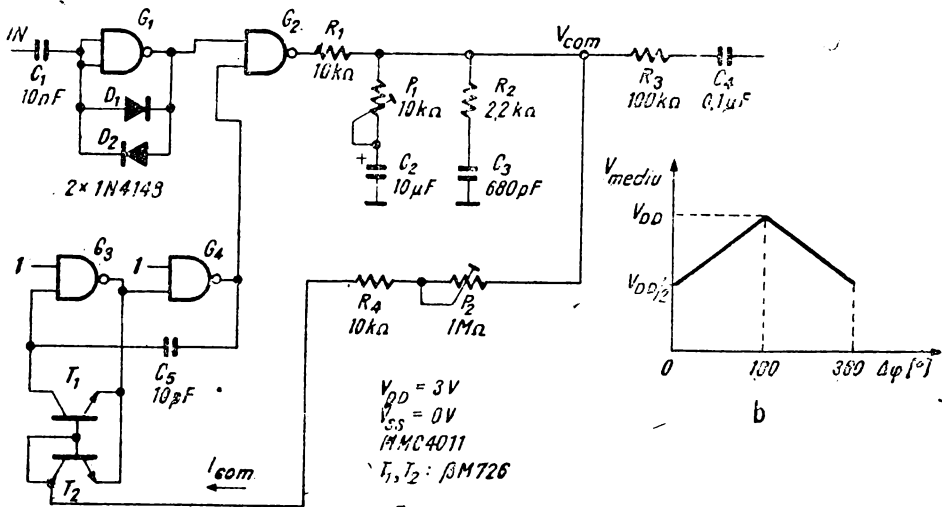 IN
C1
10nF
G1
D1
D2
2×1N4148
G2
R1
10kΩ
P1
10kΩ
+
C2
10µF
R2
2,2kΩ
C3
680pF
Vcom
R3
100kΩ
C4
0,1µF
1
G3
1
G4
C5
T1
T2
Icom
R4
10kΩ
P2
1MΩ
VDD = 3V
VSS = 0V
MMC4011
T1, T2 : βM726
Vmediu
VDD
VDD/2
0
180
360
Δφ [°]
b